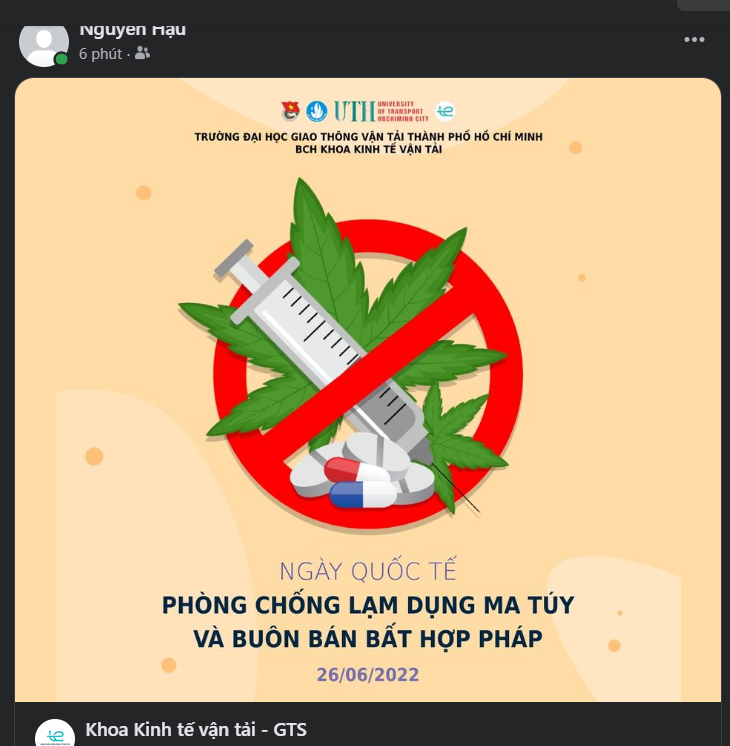 Nguyễn Hậu
6 phút ·
UTH UNIVERSITY
OF TRANSPORT
HOCHIMINH CITY
TRƯỜNG ĐẠI HỌC GIAO THÔNG VẬN TẢI THÀNH PHỐ HỒ CHÍ MINH
BCH KHOA KINH TẾ VẬN TẢI
NGÀY QUỐC TẾ
PHÒNG CHỐNG LẠM DỤNG MA TÚY
VÀ BUÔN BÁN BẤT HỢP PHÁP
26/06/2022
Khoa Kinh tế vận tải - GTS